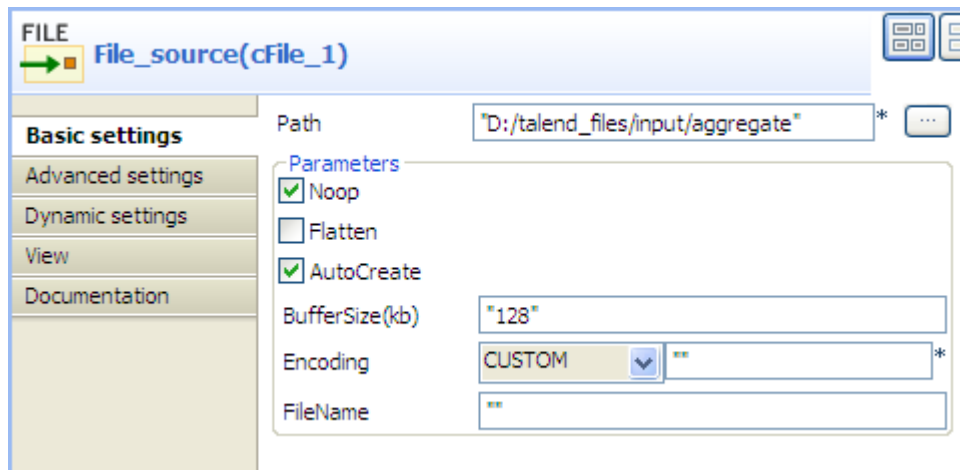 FILE
File_source(cFile_1)
Basic settings
Advanced settings
Dynamic settings
View
Documentation
Path "D:/talend_files/input/aggregate" * ...
Parameters
Noop
Flatten
AutoCreate
BufferSize(kb) "128"
Encoding CUSTOM "" *
FileName ""